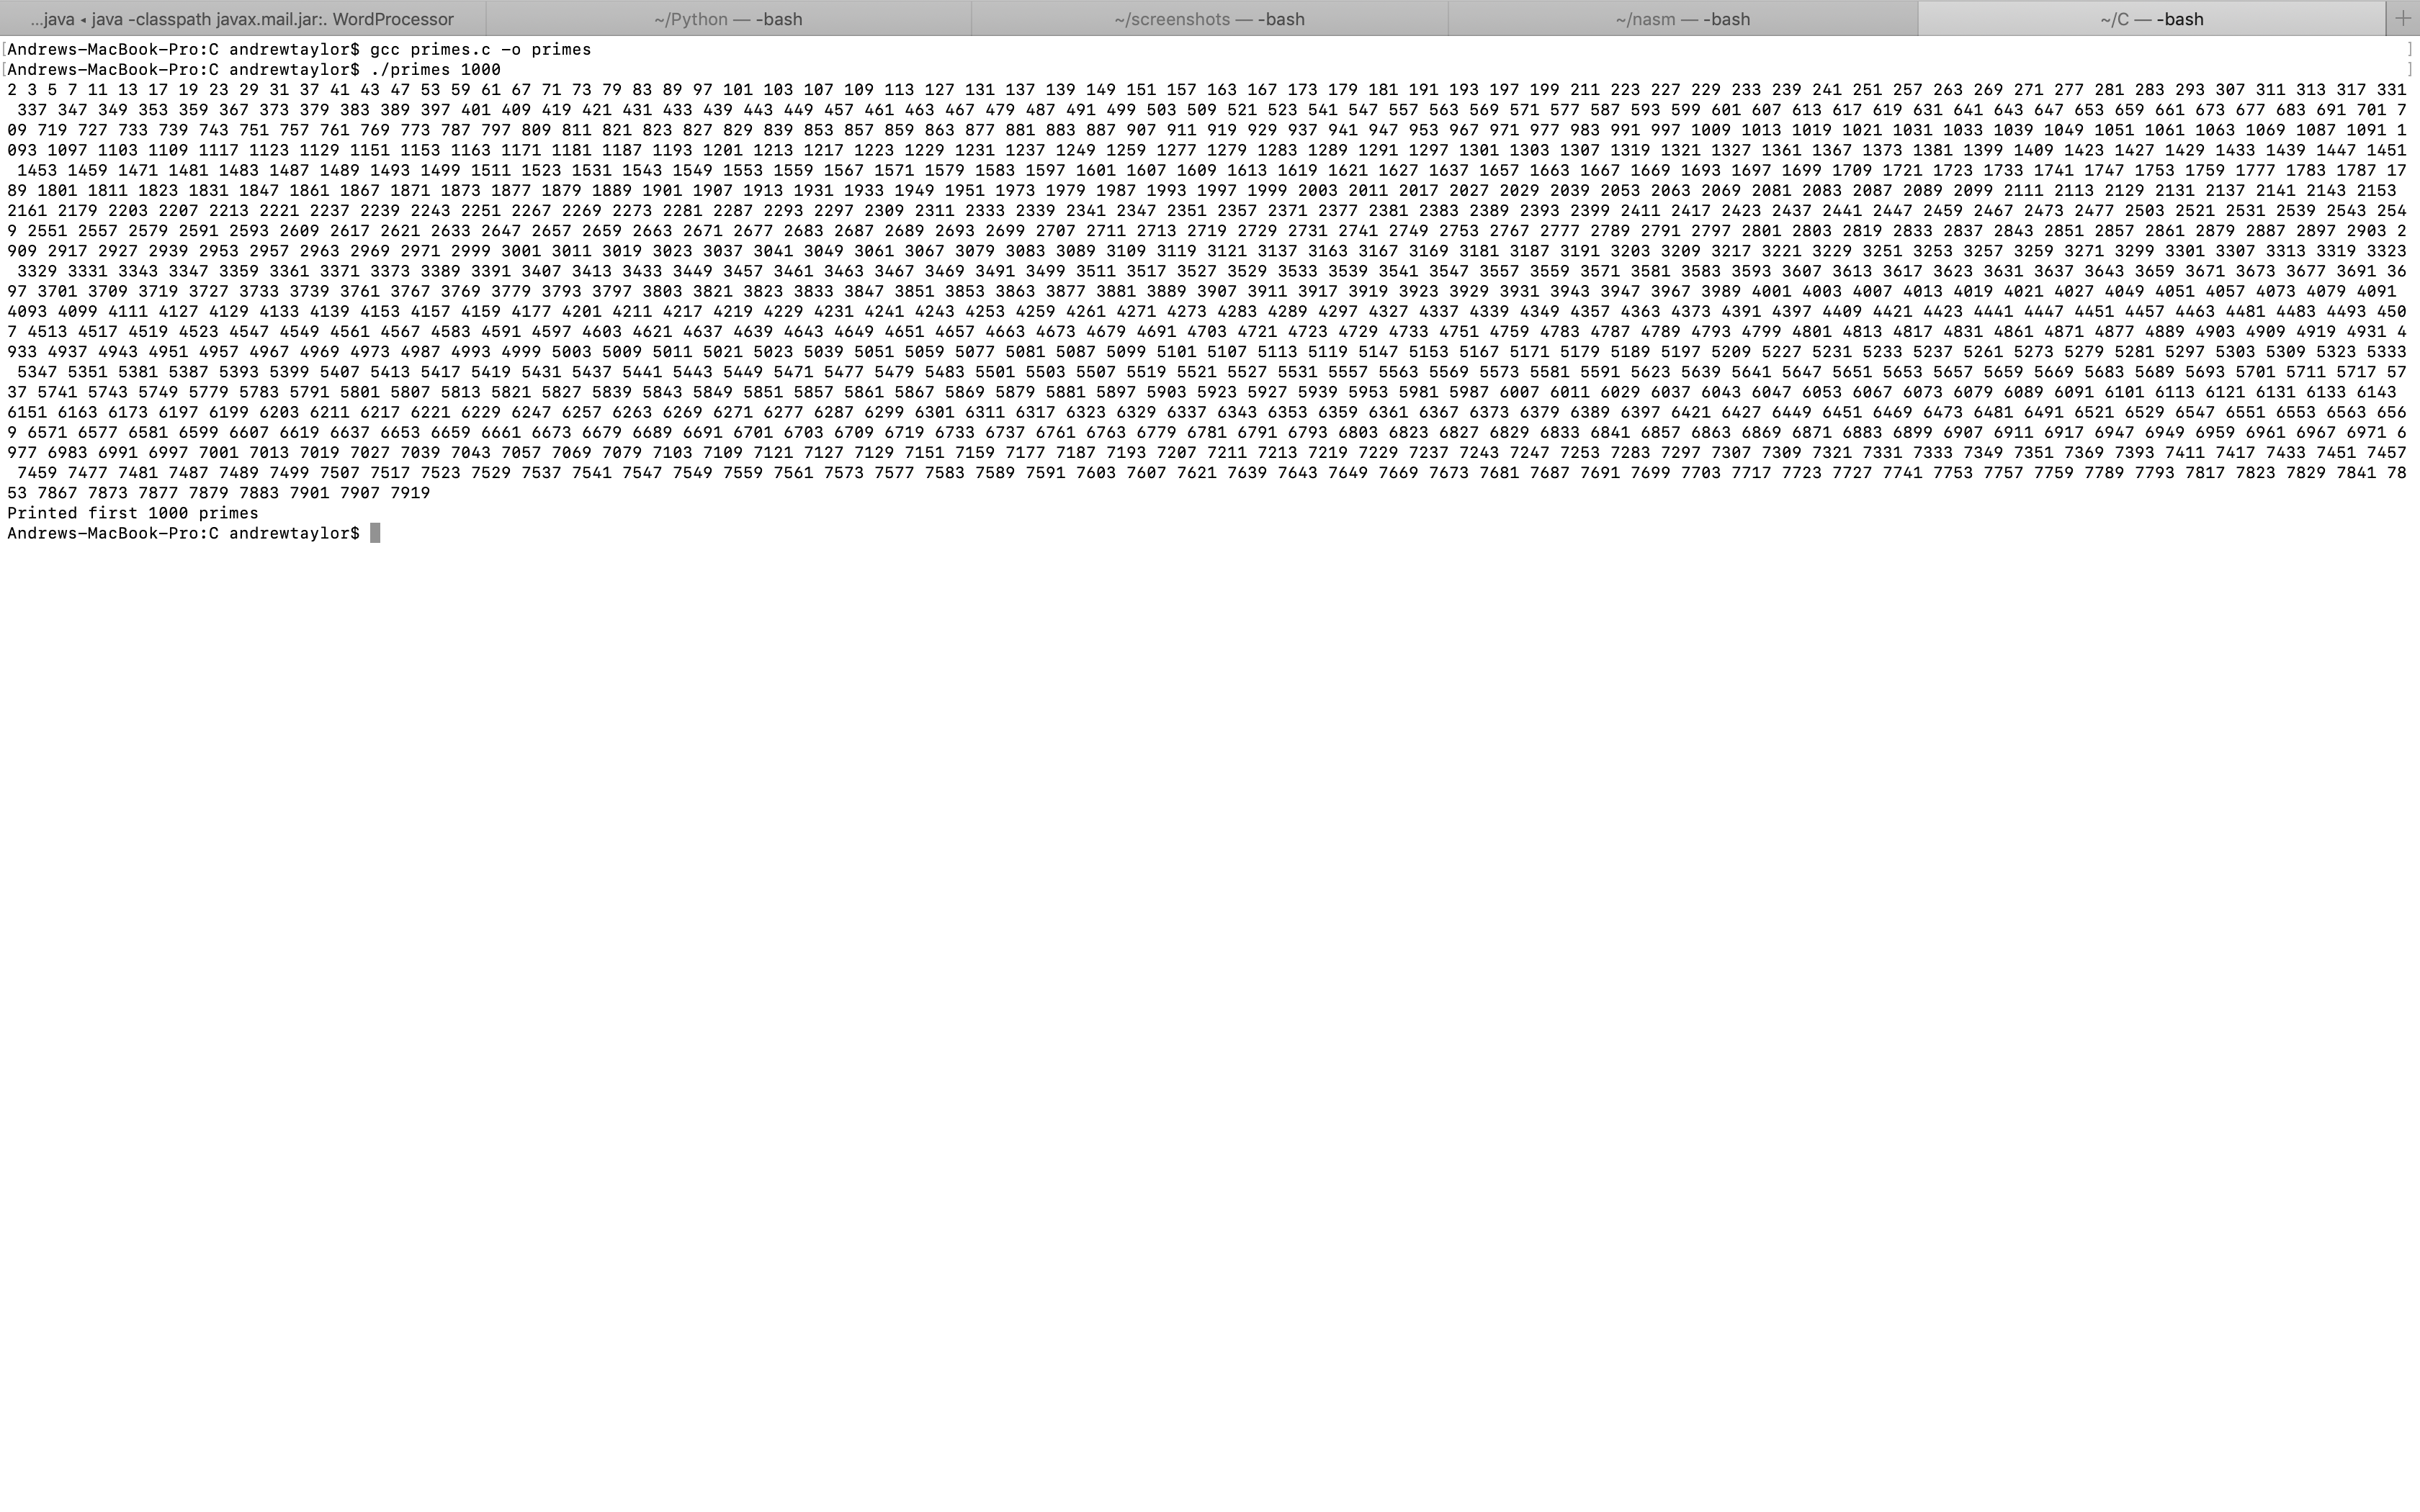 ...java ◂ java -classpath javax.mail.jar:. WordProcessor
~/Python — -bash
~/screenshots — -bash
~/nasm — -bash
~/C — -bash
+
[Andrews-MacBook-Pro:C andrewtaylor$ gcc primes.c -o primes ]
[Andrews-MacBook-Pro:C andrewtaylor$ ./primes 1000 ]
2 3 5 7 11 13 17 19 23 29 31 37 41 43 47 53 59 61 67 71 73 79 83 89 97 101 103 107 109 113 127 131 137 139 149 151 157 163 167 173 179 181 191 193 197 199 211 223 227 229 233 239 241 251 257 263 269 271 277 281 283 293 307 311 313 317 331
337 347 349 353 359 367 373 379 383 389 397 401 409 419 421 431 433 439 443 449 457 461 463 467 479 487 491 499 503 509 521 523 541 547 557 563 569 571 577 587 593 599 601 607 613 617 619 631 641 643 647 653 659 661 673 677 683 691 701 7
09 719 727 733 739 743 751 757 761 769 773 787 797 809 811 821 823 827 829 839 853 857 859 863 877 881 883 887 907 911 919 929 937 941 947 953 967 971 977 983 991 997 1009 1013 1019 1021 1031 1033 1039 1049 1051 1061 1063 1069 1087 1091 1
093 1097 1103 1109 1117 1123 1129 1151 1153 1163 1171 1181 1187 1193 1201 1213 1217 1223 1229 1231 1237 1249 1259 1277 1279 1283 1289 1291 1297 1301 1303 1307 1319 1321 1327 1361 1367 1373 1381 1399 1409 1423 1427 1429 1433 1439 1447 1451
1453 1459 1471 1481 1483 1487 1489 1493 1499 1511 1523 1531 1543 1549 1553 1559 1567 1571 1579 1583 1597 1601 1607 1609 1613 1619 1621 1627 1637 1657 1663 1667 1669 1693 1697 1699 1709 1721 1723 1733 1741 1747 1753 1759 1777 1783 1787 17
89 1801 1811 1823 1831 1847 1861 1867 1871 1873 1877 1879 1889 1901 1907 1913 1931 1933 1949 1951 1973 1979 1987 1993 1997 1999 2003 2011 2017 2027 2029 2039 2053 2063 2069 2081 2083 2087 2089 2099 2111 2113 2129 2131 2137 2141 2143 2153
2161 2179 2203 2207 2213 2221 2237 2239 2243 2251 2267 2269 2273 2281 2287 2293 2297 2309 2311 2333 2339 2341 2347 2351 2357 2371 2377 2381 2383 2389 2393 2399 2411 2417 2423 2437 2441 2447 2459 2467 2473 2477 2503 2521 2531 2539 2543 254
9 2551 2557 2579 2591 2593 2609 2617 2621 2633 2647 2657 2659 2663 2671 2677 2683 2687 2689 2693 2699 2707 2711 2713 2719 2729 2731 2741 2749 2753 2767 2777 2789 2791 2797 2801 2803 2819 2833 2837 2843 2851 2857 2861 2879 2887 2897 2903 2
909 2917 2927 2939 2953 2957 2963 2969 2971 2999 3001 3011 3019 3023 3037 3041 3049 3061 3067 3079 3083 3089 3109 3119 3121 3137 3163 3167 3169 3181 3187 3191 3203 3209 3217 3221 3229 3251 3253 3257 3259 3271 3299 3301 3307 3313 3319 3323
3329 3331 3343 3347 3359 3361 3371 3373 3389 3391 3407 3413 3433 3449 3457 3461 3463 3467 3469 3491 3499 3511 3517 3527 3529 3533 3539 3541 3547 3557 3559 3571 3581 3583 3593 3607 3613 3617 3623 3631 3637 3643 3659 3671 3673 3677 3691 36
97 3701 3709 3719 3727 3733 3739 3761 3767 3769 3779 3793 3797 3803 3821 3823 3833 3847 3851 3853 3863 3877 3881 3889 3907 3911 3917 3919 3923 3929 3931 3943 3947 3967 3989 4001 4003 4007 4013 4019 4021 4027 4049 4051 4057 4073 4079 4091
4093 4099 4111 4127 4129 4133 4139 4153 4157 4159 4177 4201 4211 4217 4219 4229 4231 4241 4243 4253 4259 4261 4271 4273 4283 4289 4297 4327 4337 4339 4349 4357 4363 4373 4391 4397 4409 4421 4423 4441 4447 4451 4457 4463 4481 4483 4493 450
7 4513 4517 4519 4523 4547 4549 4561 4567 4583 4591 4597 4603 4621 4637 4639 4643 4649 4651 4657 4663 4673 4679 4691 4703 4721 4723 4729 4733 4751 4759 4783 4787 4789 4793 4799 4801 4813 4817 4831 4861 4871 4877 4889 4903 4909 4919 4931 4
933 4937 4943 4951 4957 4967 4969 4973 4987 4993 4999 5003 5009 5011 5021 5023 5039 5051 5059 5077 5081 5087 5099 5101 5107 5113 5119 5147 5153 5167 5171 5179 5189 5197 5209 5227 5231 5233 5237 5261 5273 5279 5281 5297 5303 5309 5323 5333
5347 5351 5381 5387 5393 5399 5407 5413 5417 5419 5431 5437 5441 5443 5449 5471 5477 5479 5483 5501 5503 5507 5519 5521 5527 5531 5557 5563 5569 5573 5581 5591 5623 5639 5641 5647 5651 5653 5657 5659 5669 5683 5689 5693 5701 5711 5717 57
37 5741 5743 5749 5779 5783 5791 5801 5807 5813 5821 5827 5839 5843 5849 5851 5857 5861 5867 5869 5879 5881 5897 5903 5923 5927 5939 5953 5981 5987 6007 6011 6029 6037 6043 6047 6053 6067 6073 6079 6089 6091 6101 6113 6121 6131 6133 6143
6151 6163 6173 6197 6199 6203 6211 6217 6221 6229 6247 6257 6263 6269 6271 6277 6287 6299 6301 6311 6317 6323 6329 6337 6343 6353 6359 6361 6367 6373 6379 6389 6397 6421 6427 6449 6451 6469 6473 6481 6491 6521 6529 6547 6551 6553 6563 656
9 6571 6577 6581 6599 6607 6619 6637 6653 6659 6661 6673 6679 6689 6691 6701 6703 6709 6719 6733 6737 6761 6763 6779 6781 6791 6793 6803 6823 6827 6829 6833 6841 6857 6863 6869 6871 6883 6899 6907 6911 6917 6947 6949 6959 6961 6967 6971 6
977 6983 6991 6997 7001 7013 7019 7027 7039 7043 7057 7069 7079 7103 7109 7121 7127 7129 7151 7159 7177 7187 7193 7207 7211 7213 7219 7229 7237 7243 7247 7253 7283 7297 7307 7309 7321 7331 7333 7349 7351 7369 7393 7411 7417 7433 7451 7457
7459 7477 7481 7487 7489 7499 7507 7517 7523 7529 7537 7541 7547 7549 7559 7561 7573 7577 7583 7589 7591 7603 7607 7621 7639 7643 7649 7669 7673 7681 7687 7691 7699 7703 7717 7723 7727 7741 7753 7757 7759 7789 7793 7817 7823 7829 7841 78
53 7867 7873 7877 7879 7883 7901 7907 7919
Printed first 1000 primes
Andrews-MacBook-Pro:C andrewtaylor$